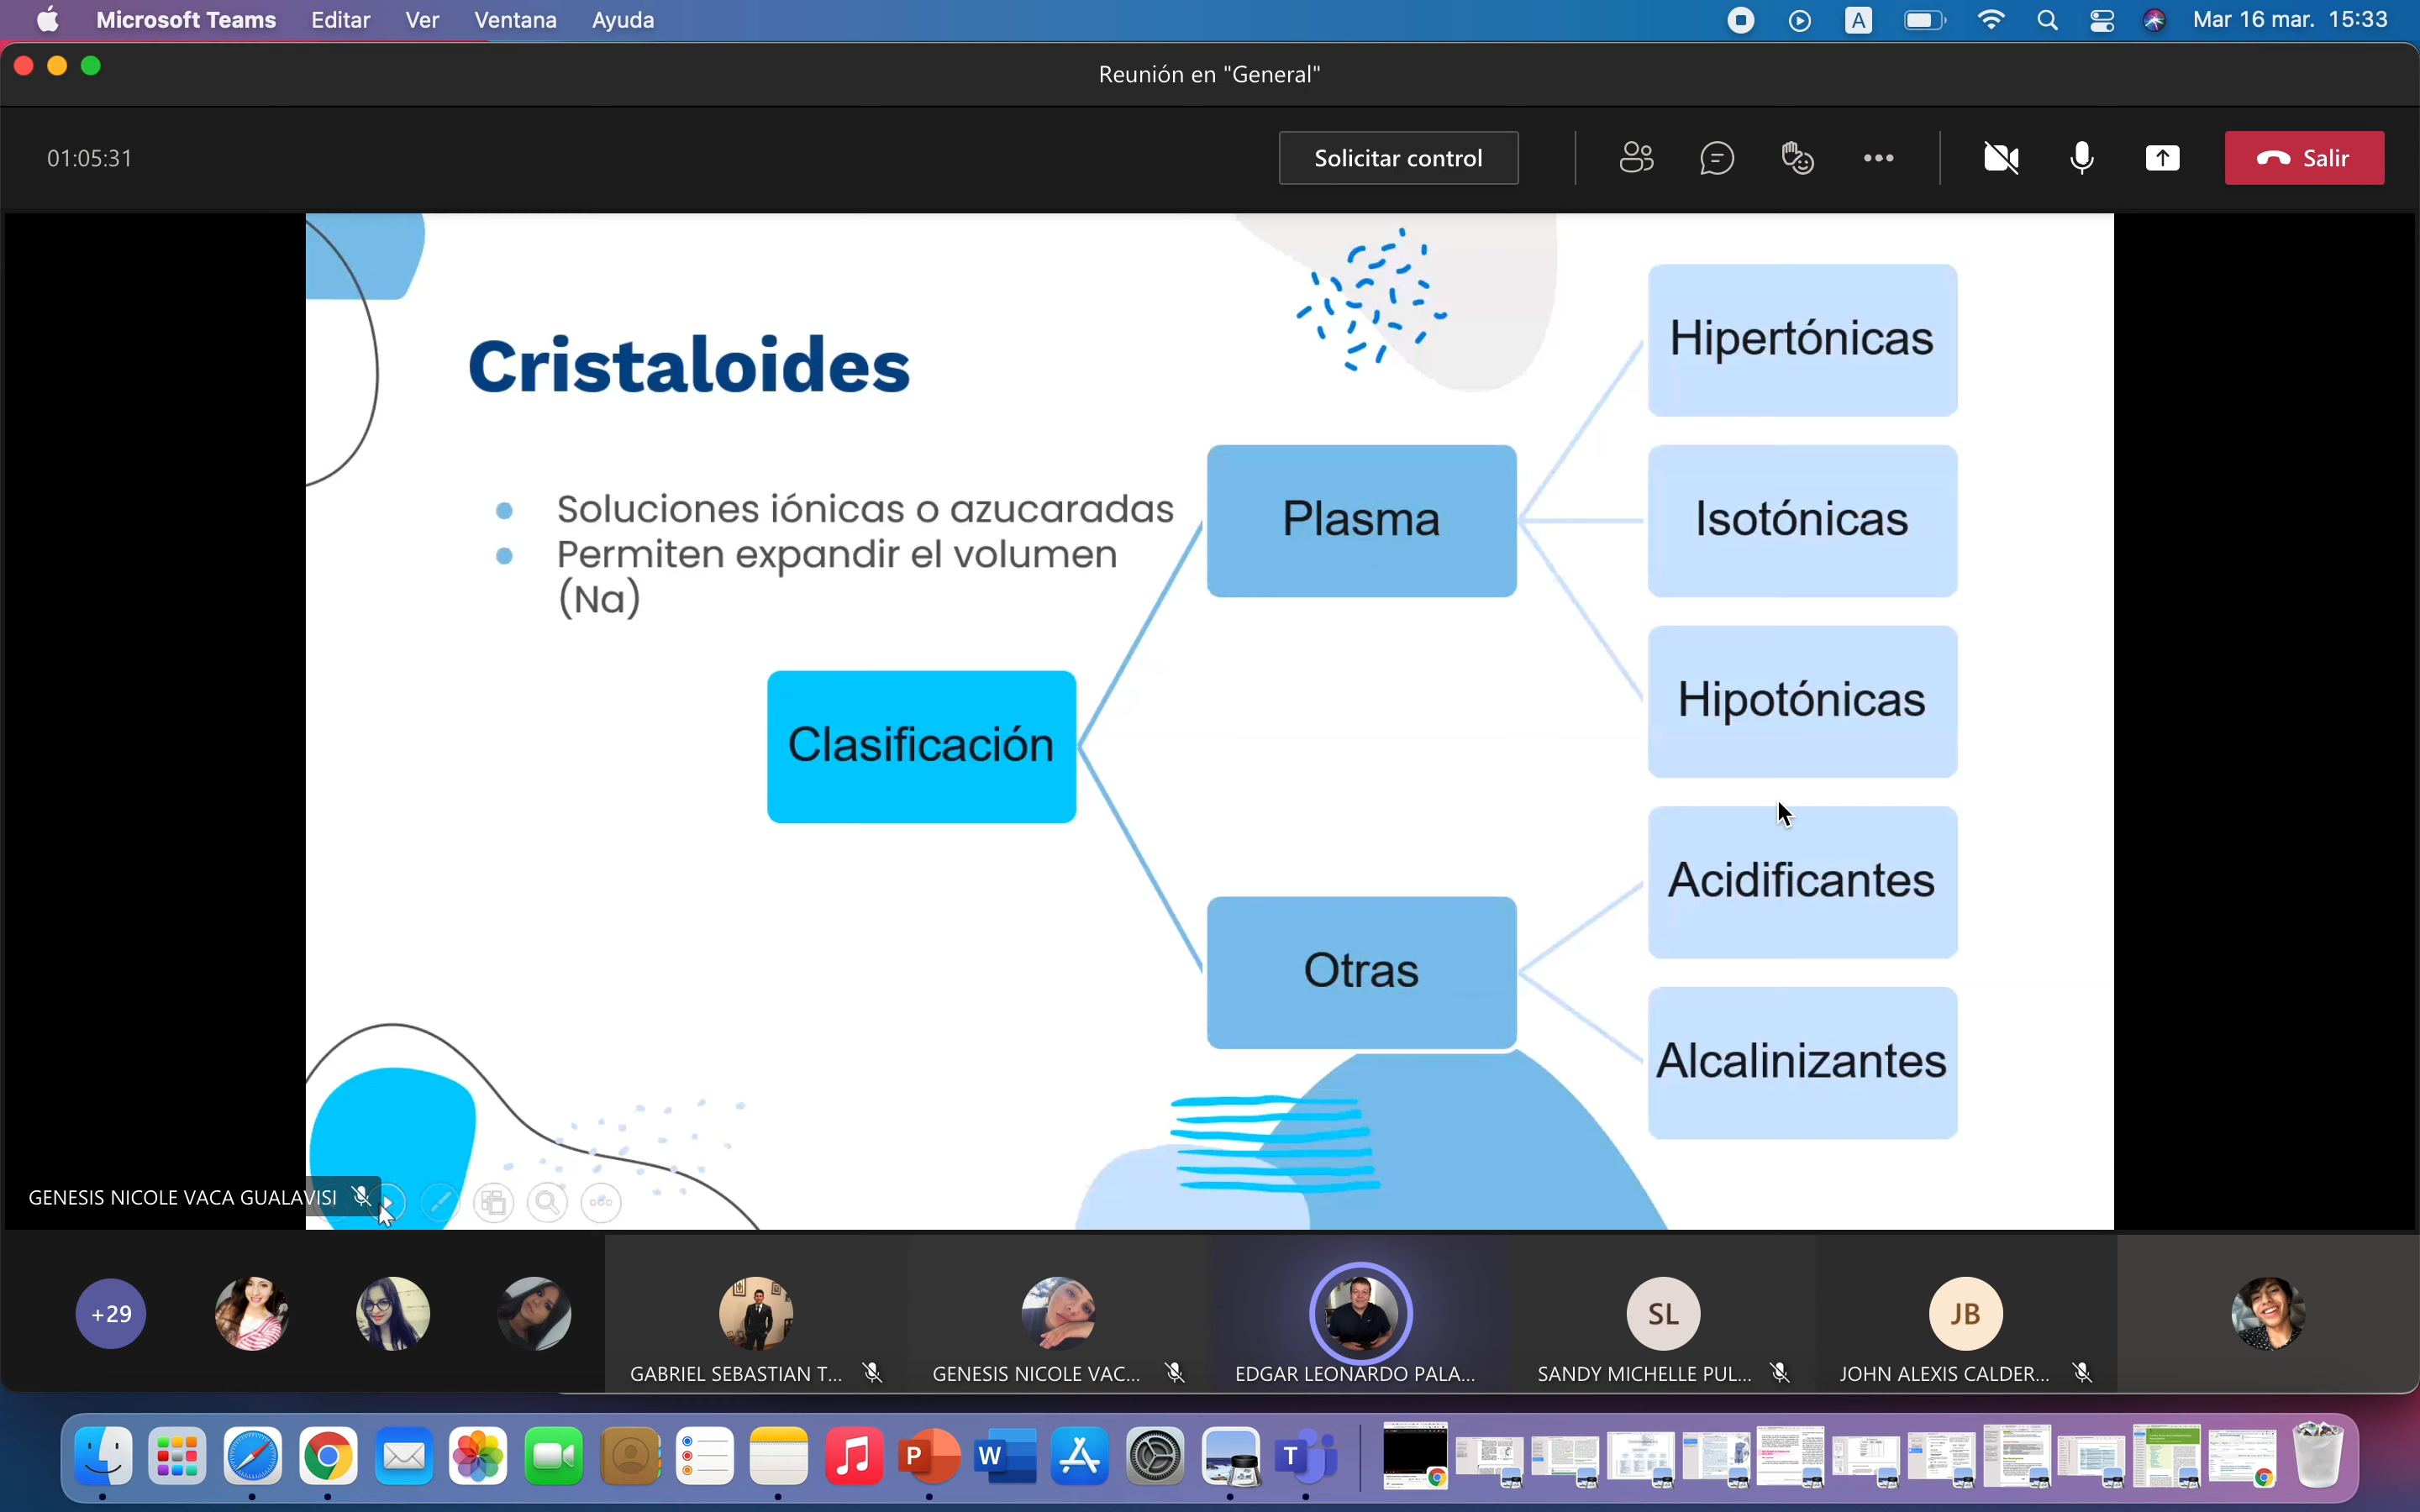 Microsoft Teams Editar Ver Ventana Ayuda
A
Mar 16 mar. 15:33
Reunión en "General"
01:05:31
Solicitar control
Salir
Cristaloides
Soluciones iónicas o azucaradas
Permiten expandir el volumen
(Na)
Clasificación
Plasma
Hipertónicas
Isotónicas
Hipotónicas
Otras
Acidificantes
Alcalinizantes
GENESIS NICOLE VACA GUALAVISI
+29
GABRIEL SEBASTIAN T...
GENESIS NICOLE VAC...
EDGAR LEONARDO PALA...
SL
SANDY MICHELLE PUL...
JB
JOHN ALEXIS CALDER...
P
W
T